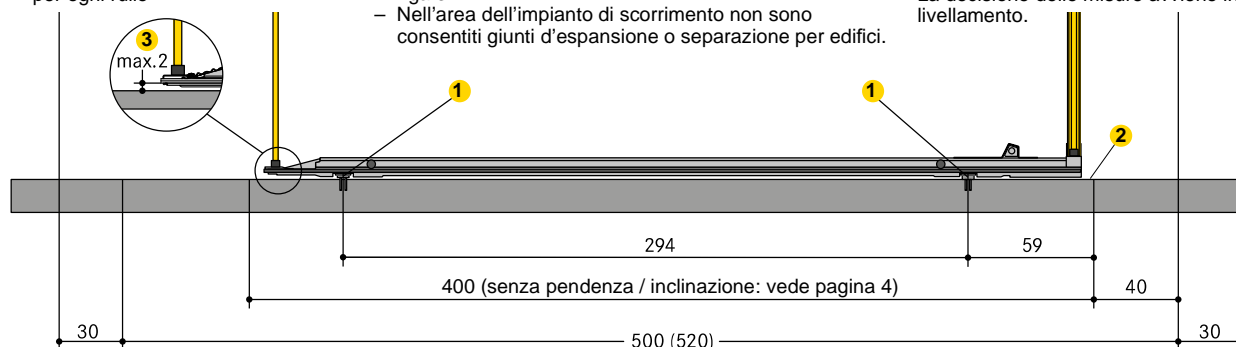 – Nell'area dell'impianto di scorrimento non sono
consentiti giunti d'espansione o separazione per edifici.
livellamento.
3
max.2
1
1
2
294
59
400 (senza pendenza / inclinazione: vede pagina 4)
40
30
500 (520)
30